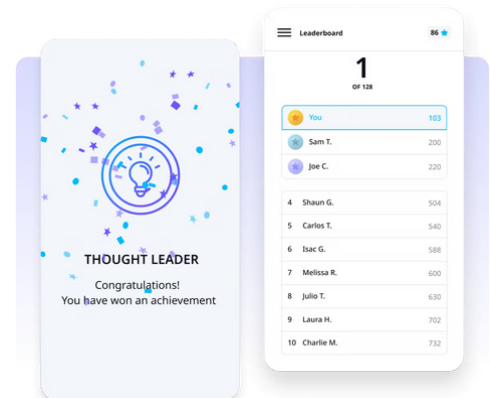 THOUGHT LEADER
Congratulations!
You have won an achievement
Leaderboard 86
1
OF 128
You 103
Sam T. 200
Joe C. 220
4 Shaun G. 504
5 Carlos T. 540
6 Isac G. 588
7 Melissa R. 600
8 Julio T. 630
9 Laura H. 702
10 Charlie M. 732